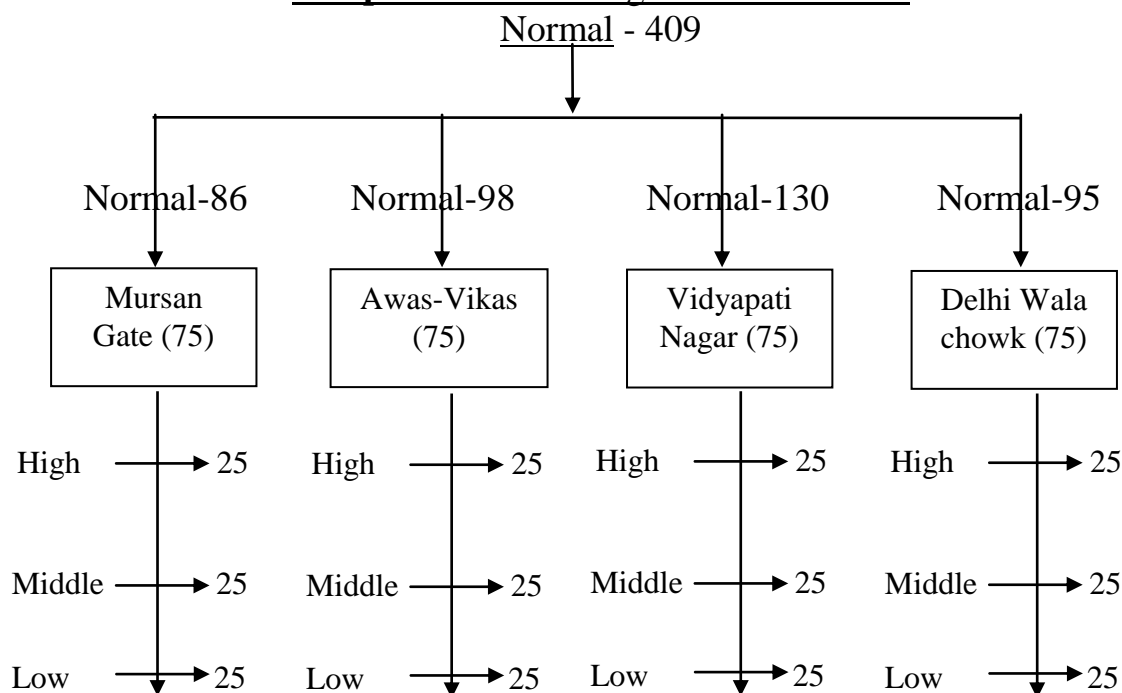 Normal - 409
Normal-86 Normal-98 Normal-130 Normal-95
Mursan Gate (75)
Awas-Vikas (75)
Vidyapati Nagar (75)
Delhi Wala chowk (75)
High 25 High 25 High 25 High 25
Middle 25 Middle 25 Middle 25 Middle 25
Low 25 Low 25 Low 25 Low 25